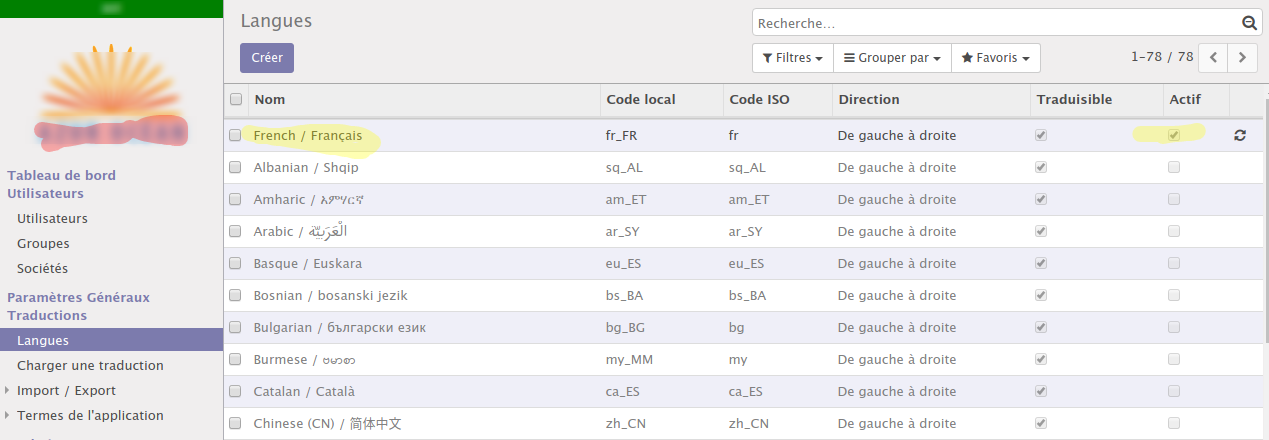 Langues
Recherche...
Créer
Filtres
Grouper par
Favoris
1-78 / 78
Nom Code local Code ISO Direction Traduisible Actif
French / Français fr_FR fr De gauche à droite
Albanian / Shqip sq_AL sq_AL De gauche à droite
Amharic / አምሃርኛ am_ET am_ET De gauche à droite
Arabic / الْعَرَبيّة ar_SY ar_SY De gauche à droite
Basque / Euskara eu_ES eu_ES De gauche à droite
Bosnian / bosanski jezik bs_BA bs_BA De gauche à droite
Bulgarian / български език bg_BG bg De gauche à droite
Burmese / ဗမာစာ my_MM my De gauche à droite
Catalan / Català ca_ES ca_ES De gauche à droite
Chinese (CN) / 简体中文 zh_CN zh_CN De gauche à droite
Tableau de bord
Utilisateurs
Utilisateurs
Groupes
Sociétés
Paramètres Généraux
Traductions
Langues
Charger une traduction
Import / Export
Termes de l'application